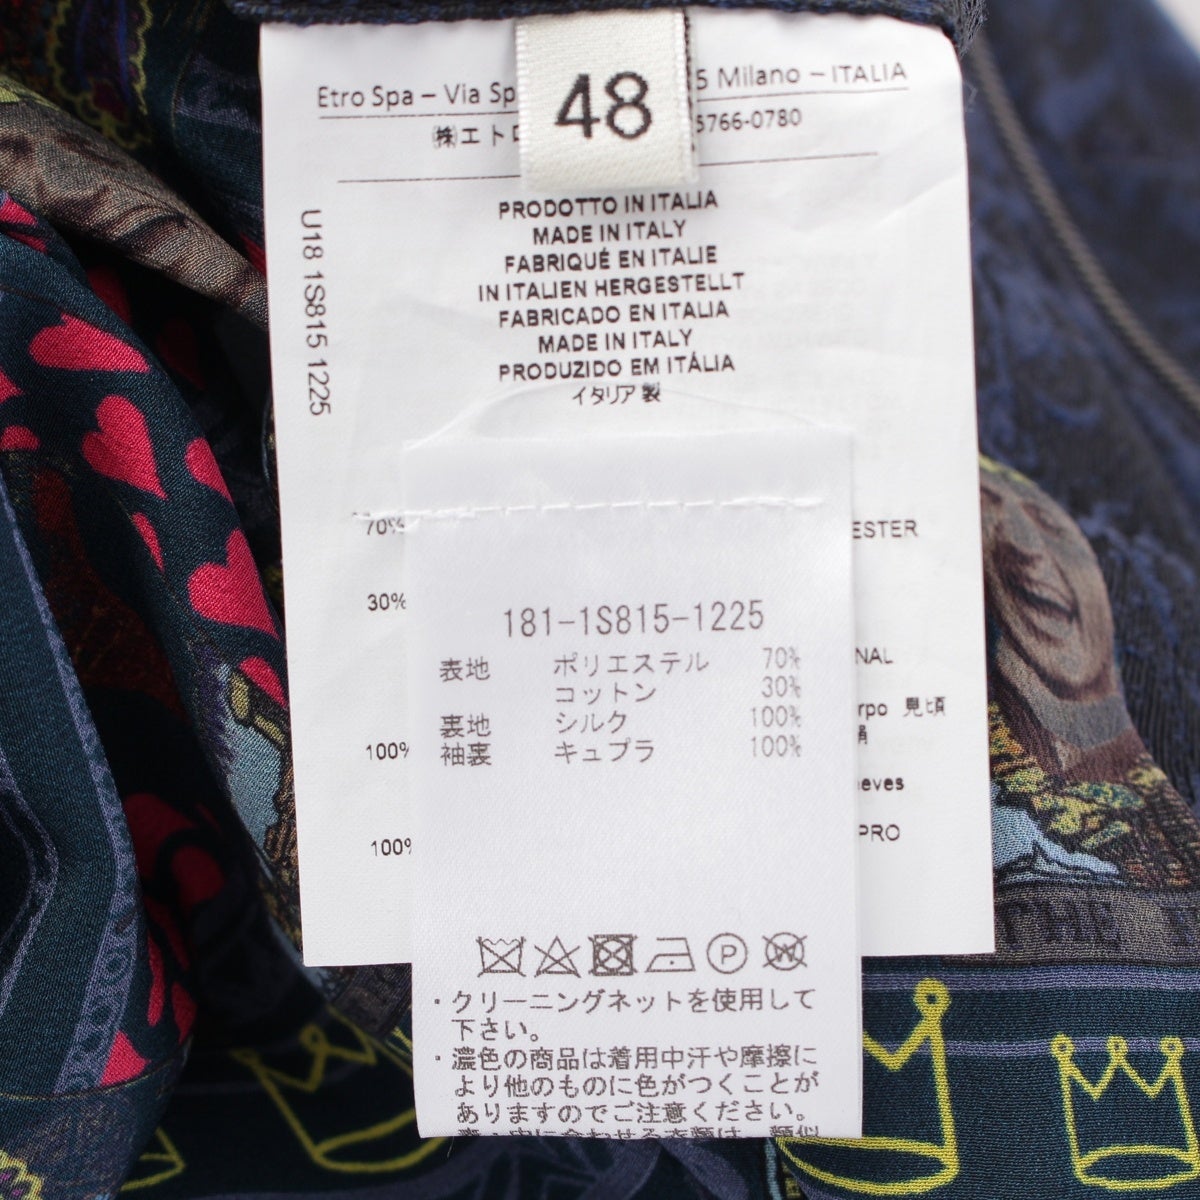 Etro Spa – Via Sp
5 Milano – ITALIA
48
㈱エトロ
5766-0780
PRODOTTO IN ITALIA
MADE IN ITALY
FABRIQUÉ EN ITALIE
IN ITALIEN HERGESTELLT
FABRICADO EN ITALIA
MADE IN ITALY
PRODUZIDO EM ITÁLIA
イタリア製
U18 1S815 1225
70%
ESTER
30%
NAL
rpo 見頃
絹
100%
eves
100%
PRO
181-1S815-1225
表地 ポリエステル 70%
コットン 30%
裏地 シルク 100%
袖裏 キュプラ 100%
P W
・クリーニングネットを使用して
下さい。
・濃色の商品は着用中汗や摩擦に
より他のものに色がつくことが
ありますのでご注意ください。
THE